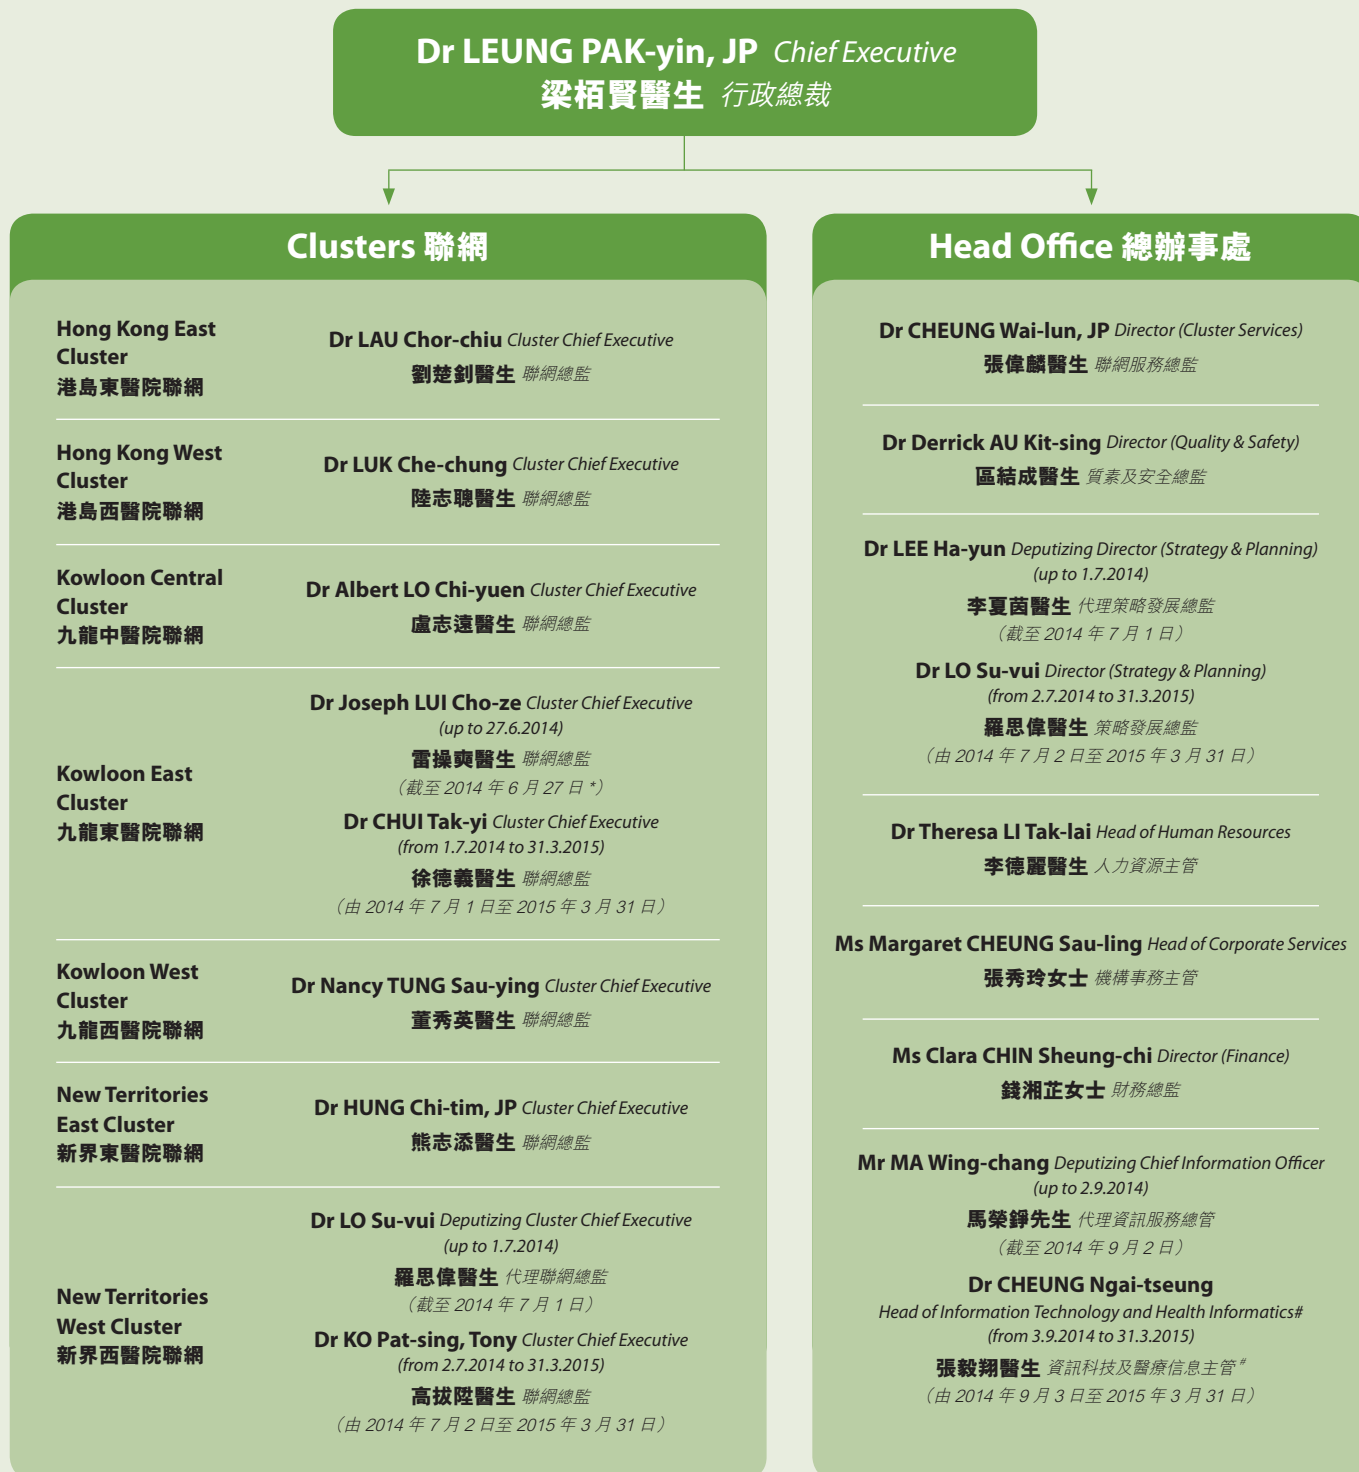 Dr LEUNG PAK-yin, JP Chief Executive
梁栢賢醫生 行政總裁
Clusters 聯網
Hong Kong East
Cluster
港島東醫院聯網
Dr LAU Chor-chiu Cluster Chief Executive
劉楚釗醫生 聯網總監
Hong Kong West
Cluster
港島西醫院聯網
Dr LUK Che-chung Cluster Chief Executive
陸志聰醫生 聯網總監
Kowloon Central
Cluster
九龍中醫院聯網
Dr Albert LO Chi-yuen Cluster Chief Executive
盧志遠醫生 聯網總監
Kowloon East
Cluster
九龍東醫院聯網
Dr Joseph LUI Cho-ze Cluster Chief Executive
(up to 27.6.2014)
雷操奭醫生 聯網總監
（截至 2014 年 6 月 27 日 *）
Dr CHUI Tak-yi Cluster Chief Executive
(from 1.7.2014 to 31.3.2015)
徐德義醫生 聯網總監
（由 2014 年 7 月 1 日至 2015 年 3 月 31 日）
Kowloon West
Cluster
九龍西醫院聯網
Dr Nancy TUNG Sau-ying Cluster Chief Executive
董秀英醫生 聯網總監
New Territories
East Cluster
新界東醫院聯網
Dr HUNG Chi-tim, JP Cluster Chief Executive
熊志添醫生 聯網總監
New Territories
West Cluster
新界西醫院聯網
Dr LO Su-vui Deputizing Cluster Chief Executive
(up to 1.7.2014)
羅思偉醫生 代理聯網總監
（截至 2014 年 7 月 1 日）
Dr KO Pat-sing, Tony Cluster Chief Executive
(from 2.7.2014 to 31.3.2015)
高拔陞醫生 聯網總監
（由 2014 年 7 月 2 日至 2015 年 3 月 31 日）
Head Office 總辦事處
Dr CHEUNG Wai-lun, JP Director (Cluster Services)
張偉麟醫生 聯網服務總監
Dr Derrick AU Kit-sing Director (Quality & Safety)
區結成醫生 質素及安全總監
Dr LEE Ha-yun Deputizing Director (Strategy & Planning)
(up to 1.7.2014)
李夏茵醫生 代理策略發展總監
（截至 2014 年 7 月 1 日）
Dr LO Su-vui Director (Strategy & Planning)
(from 2.7.2014 to 31.3.2015)
羅思偉醫生 策略發展總監
（由 2014 年 7 月 2 日至 2015 年 3 月 31 日）
Dr Theresa LI Tak-lai Head of Human Resources
李德麗醫生 人力資源主管
Ms Margaret CHEUNG Sau-ling Head of Corporate Services
張秀玲女士 機構事務主管
Ms Clara CHIN Sheung-chi Director (Finance)
錢湘芷女士 財務總監
Mr MA Wing-chang Deputizing Chief Information Officer
(up to 2.9.2014)
馬榮錚先生 代理資訊服務總管
（截至 2014 年 9 月 2 日）
Dr CHEUNG Ngai-tseung
Head of Information Technology and Health Informatics#
(from 3.9.2014 to 31.3.2015)
張毅翔醫生 資訊科技及醫療信息主管#
（由 2014 年 9 月 3 日至 2015 年 3 月 31 日）